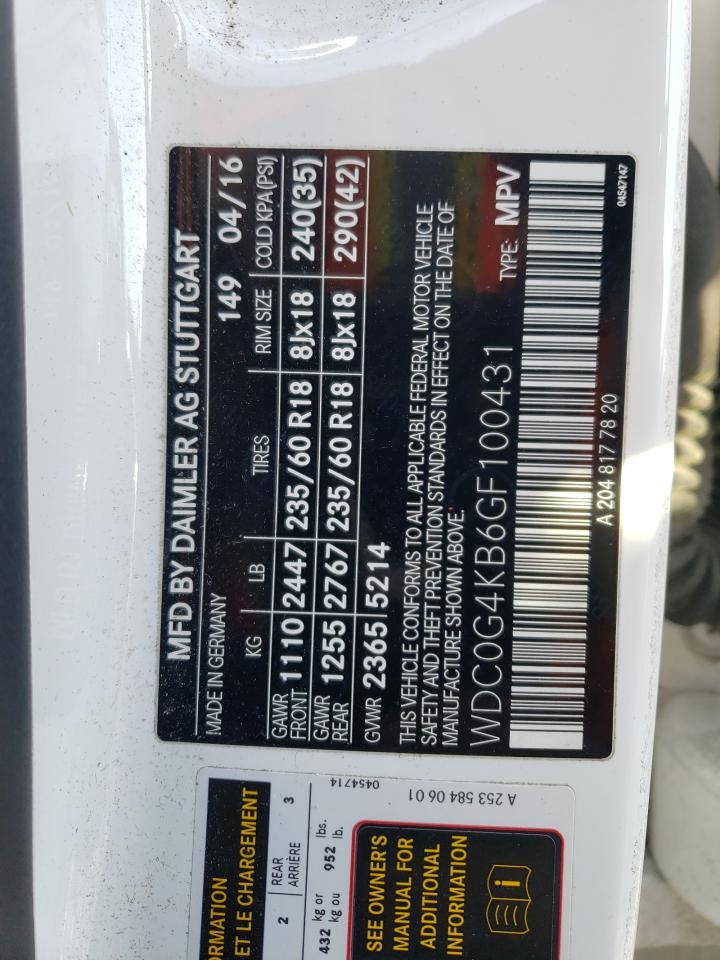 MFD BY DAIMLER AG STUTTGART
MADE IN GERMANY 149 04/16
KG LB TIRES RIM SIZE COLD KPA(PSI)
GAWR FRONT 1110 2447 235/60 R18 8Jx18 240(35)
GAWR REAR 1255 2767 235/60 R18 8Jx18 290(42)
GVWR 2365 5214
THIS VEHICLE CONFORMS TO ALL APPLICABLE FEDERAL MOTOR VEHICLE
SAFETY AND THEFT PREVENTION STANDARDS IN EFFECT ON THE DATE OF
MANUFACTURE SHOWN ABOVE.
WDC0G4KB6GF100431 TYPE: MPV
A 204 817 78 20
04547147
ORMATION
ET LE CHARGEMENT
2 REAR ARRIÈRE 3
432 kg or kg ou 952 lbs. lb.
SEE OWNER'S
MANUAL FOR
ADDITIONAL
INFORMATION
A 253 584 06 01
0454714